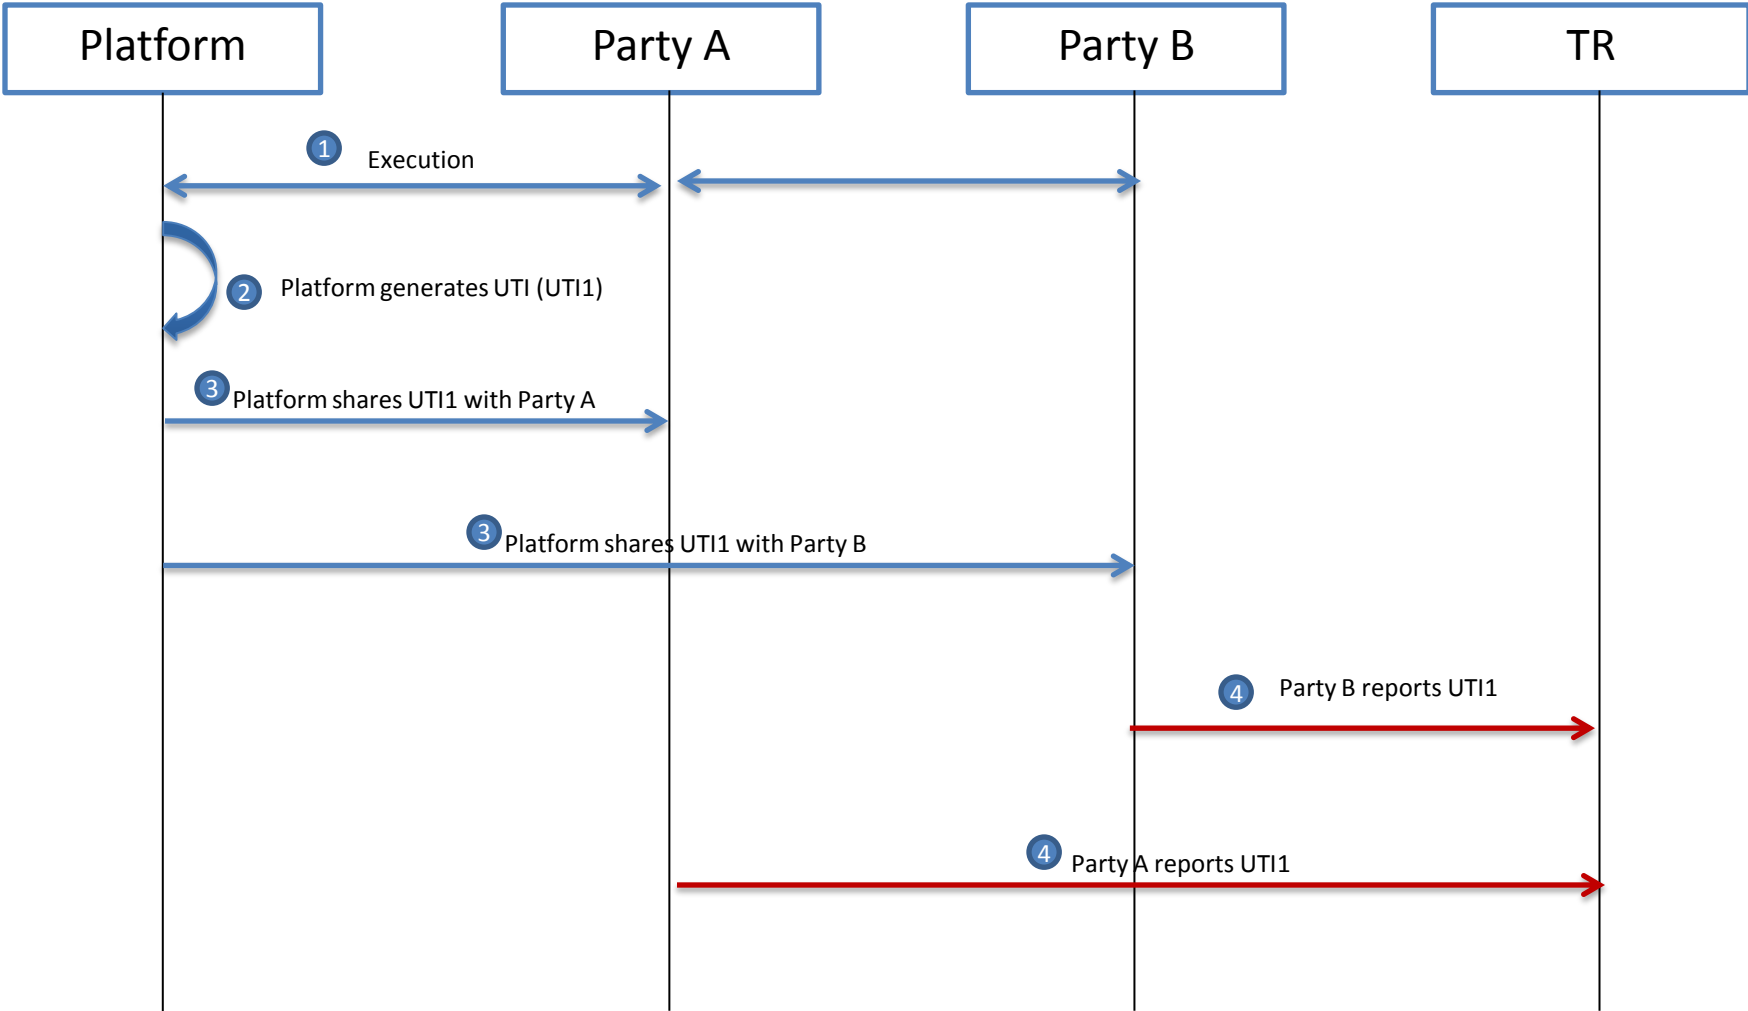 Platform
Party A
Party B
TR
1
Execution
2
Platform generates UTI (UTI1)
3
Platform shares UTI1 with Party A
3
Platform shares UTI1 with Party B
4
Party B reports UTI1
4
Party A reports UTI1